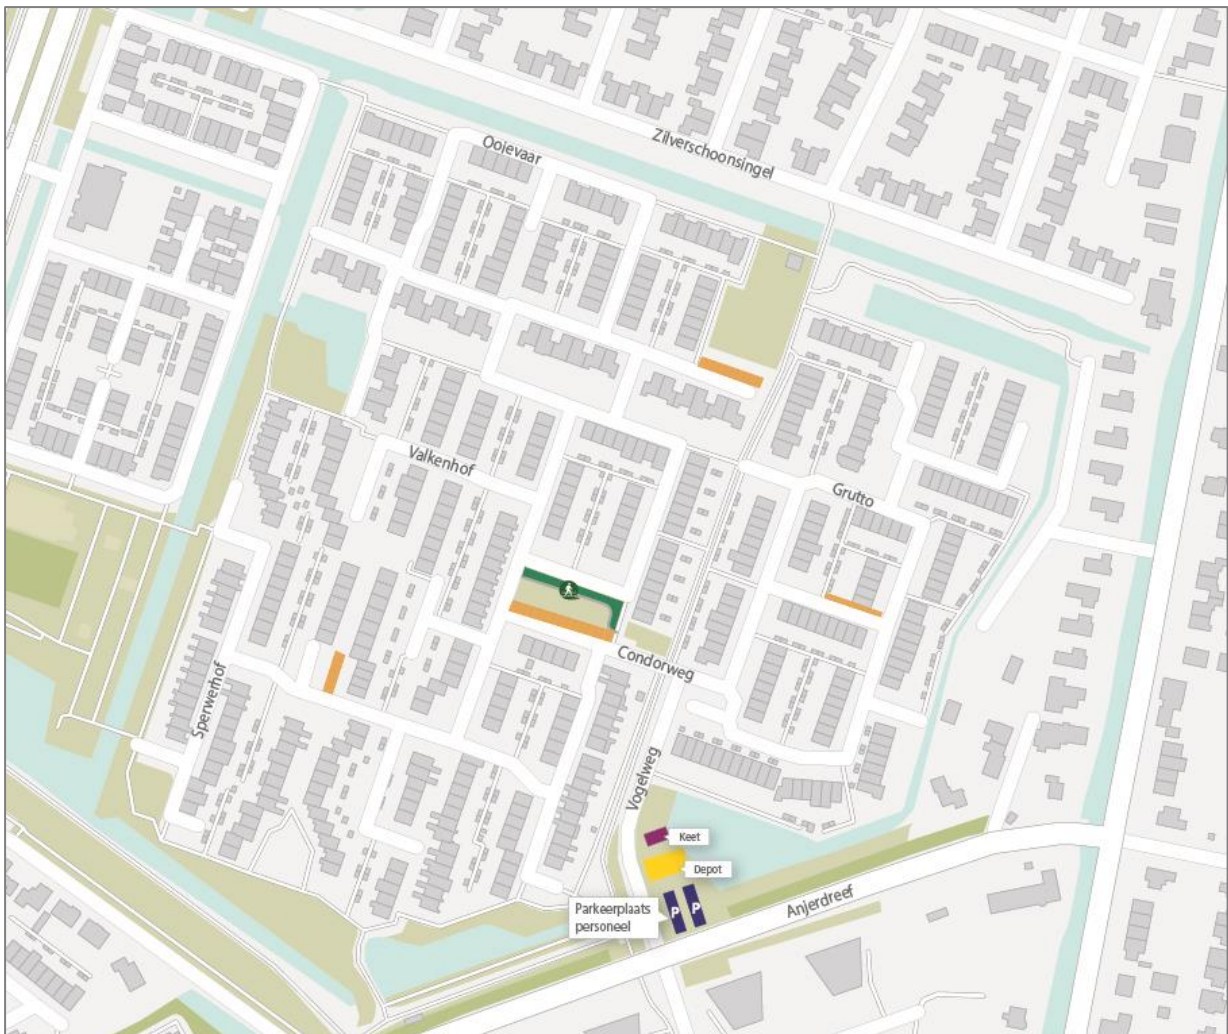 Ooievaar
Zilverschoonsingel
Valkenhof
Grutto
Condorweg
Sperwerhof
Vogelweg
Keet
Depot
Anjerdreef
Parkeerplaats
personeel
P
P